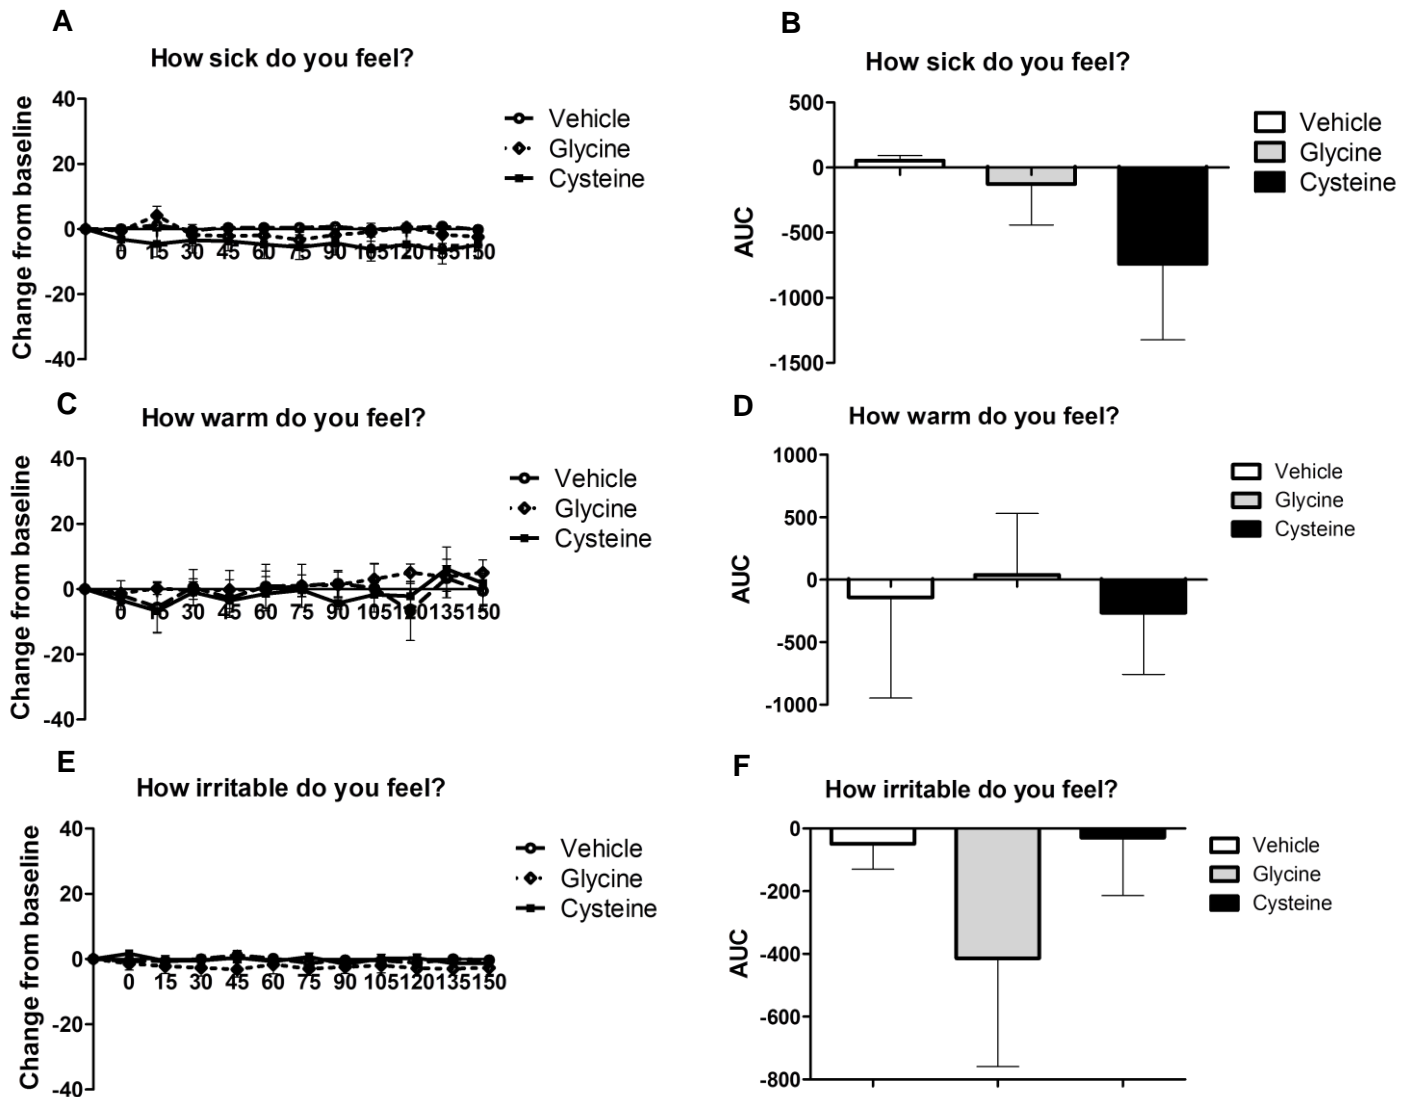 A
How sick do you feel?
Change from baseline
40
20
0
-20
-40
0 15 30 45 60 75 90 105 120 135 150
Vehicle
Glycine
Cysteine
B
How sick do you feel?
AUC
500
0
-500
-1000
-1500
Vehicle
Glycine
Cysteine
C
How warm do you feel?
Change from baseline
40
20
0
-20
-40
0 15 30 45 60 75 90 105 120 135 150
Vehicle
Glycine
Cysteine
D
How warm do you feel?
AUC
1000
500
0
-500
-1000
Vehicle
Glycine
Cysteine
E
How irritable do you feel?
Change from baseline
40
20
0
-20
-40
0 15 30 45 60 75 90 105 120 135 150
Vehicle
Glycine
Cysteine
F
How irritable do you feel?
AUC
0
-200
-400
-600
-800
Vehicle
Glycine
Cysteine